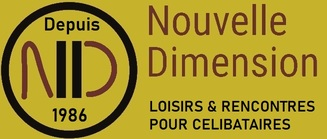 Depuis
ND
1986
Nouvelle
Dimension
LOISIRS & RENCONTRES
POUR CELIBATAIRES